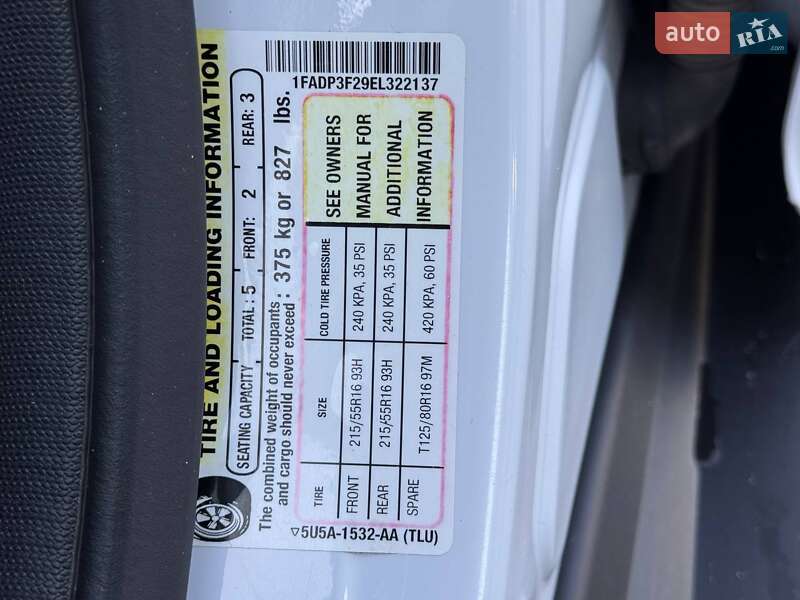 auto RIA
TIRE AND LOADING INFORMATION
SEATING CAPACITY TOTAL : 5 FRONT: 2 REAR: 3
The combined weight of occupants
and cargo should never exceed : 375 kg or 827 lbs.
TIRE SIZE COLD TIRE PRESSURE SEE OWNERS
FRONT 215/55R16 93H 240 KPA, 35 PSI MANUAL FOR
REAR 215/55R16 93H 240 KPA, 35 PSI ADDITIONAL
SPARE T125/80R16 97M 420 KPA, 60 PSI INFORMATION
5U5A-1532-AA (TLU) 1FADP3F29EL322137